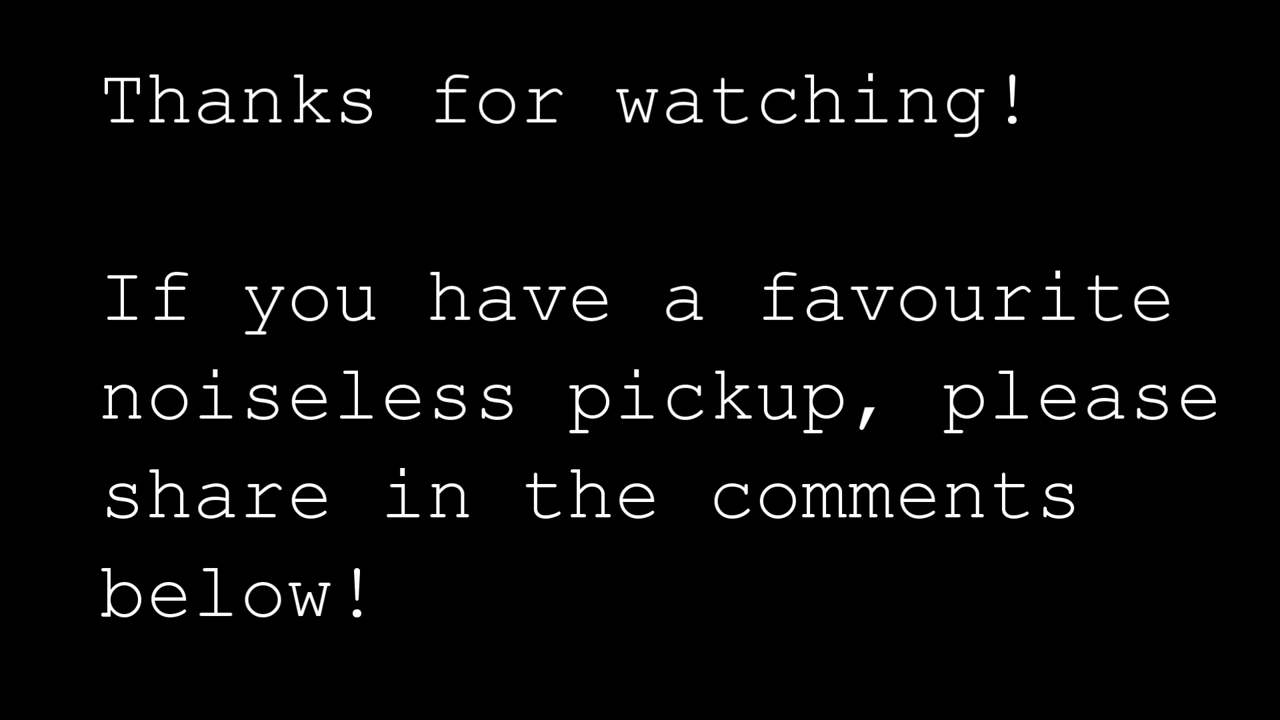 Thanks for watching!
If you have a favourite
noiseless pickup, please
share in the comments
below!